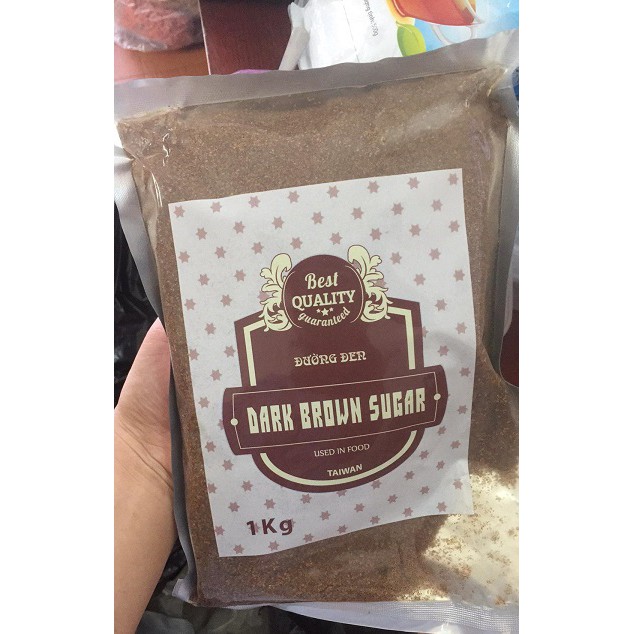 Best
QUALITY
guaranteed
ĐƯỜNG ĐEN
DARK BROWN SUGAR
USED IN FOOD
TAIWAN
1Kg